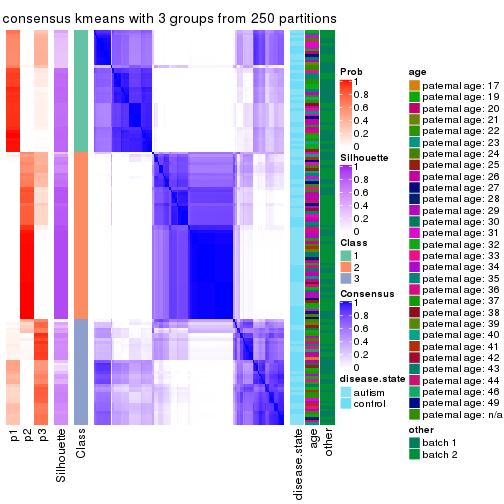 consensus kmeans with 3 groups from 250 partitions
p1
p2
p3
Silhouette
Class
disease.state
age
other
Prob
1
0.8
0.6
0.4
0.2
0
Silhouette
1
0.8
0.6
0.4
0.2
0
Class
1
2
3
Consensus
1
0.8
0.6
0.4
0.2
0
disease.state
autism
control
age
paternal age: 17
paternal age: 19
paternal age: 20
paternal age: 21
paternal age: 22
paternal age: 23
paternal age: 24
paternal age: 25
paternal age: 26
paternal age: 27
paternal age: 28
paternal age: 29
paternal age: 30
paternal age: 31
paternal age: 32
paternal age: 33
paternal age: 34
paternal age: 35
paternal age: 36
paternal age: 37
paternal age: 38
paternal age: 39
paternal age: 40
paternal age: 41
paternal age: 42
paternal age: 43
paternal age: 44
paternal age: 46
paternal age: 49
paternal age: n/a
other
batch 1
batch 2